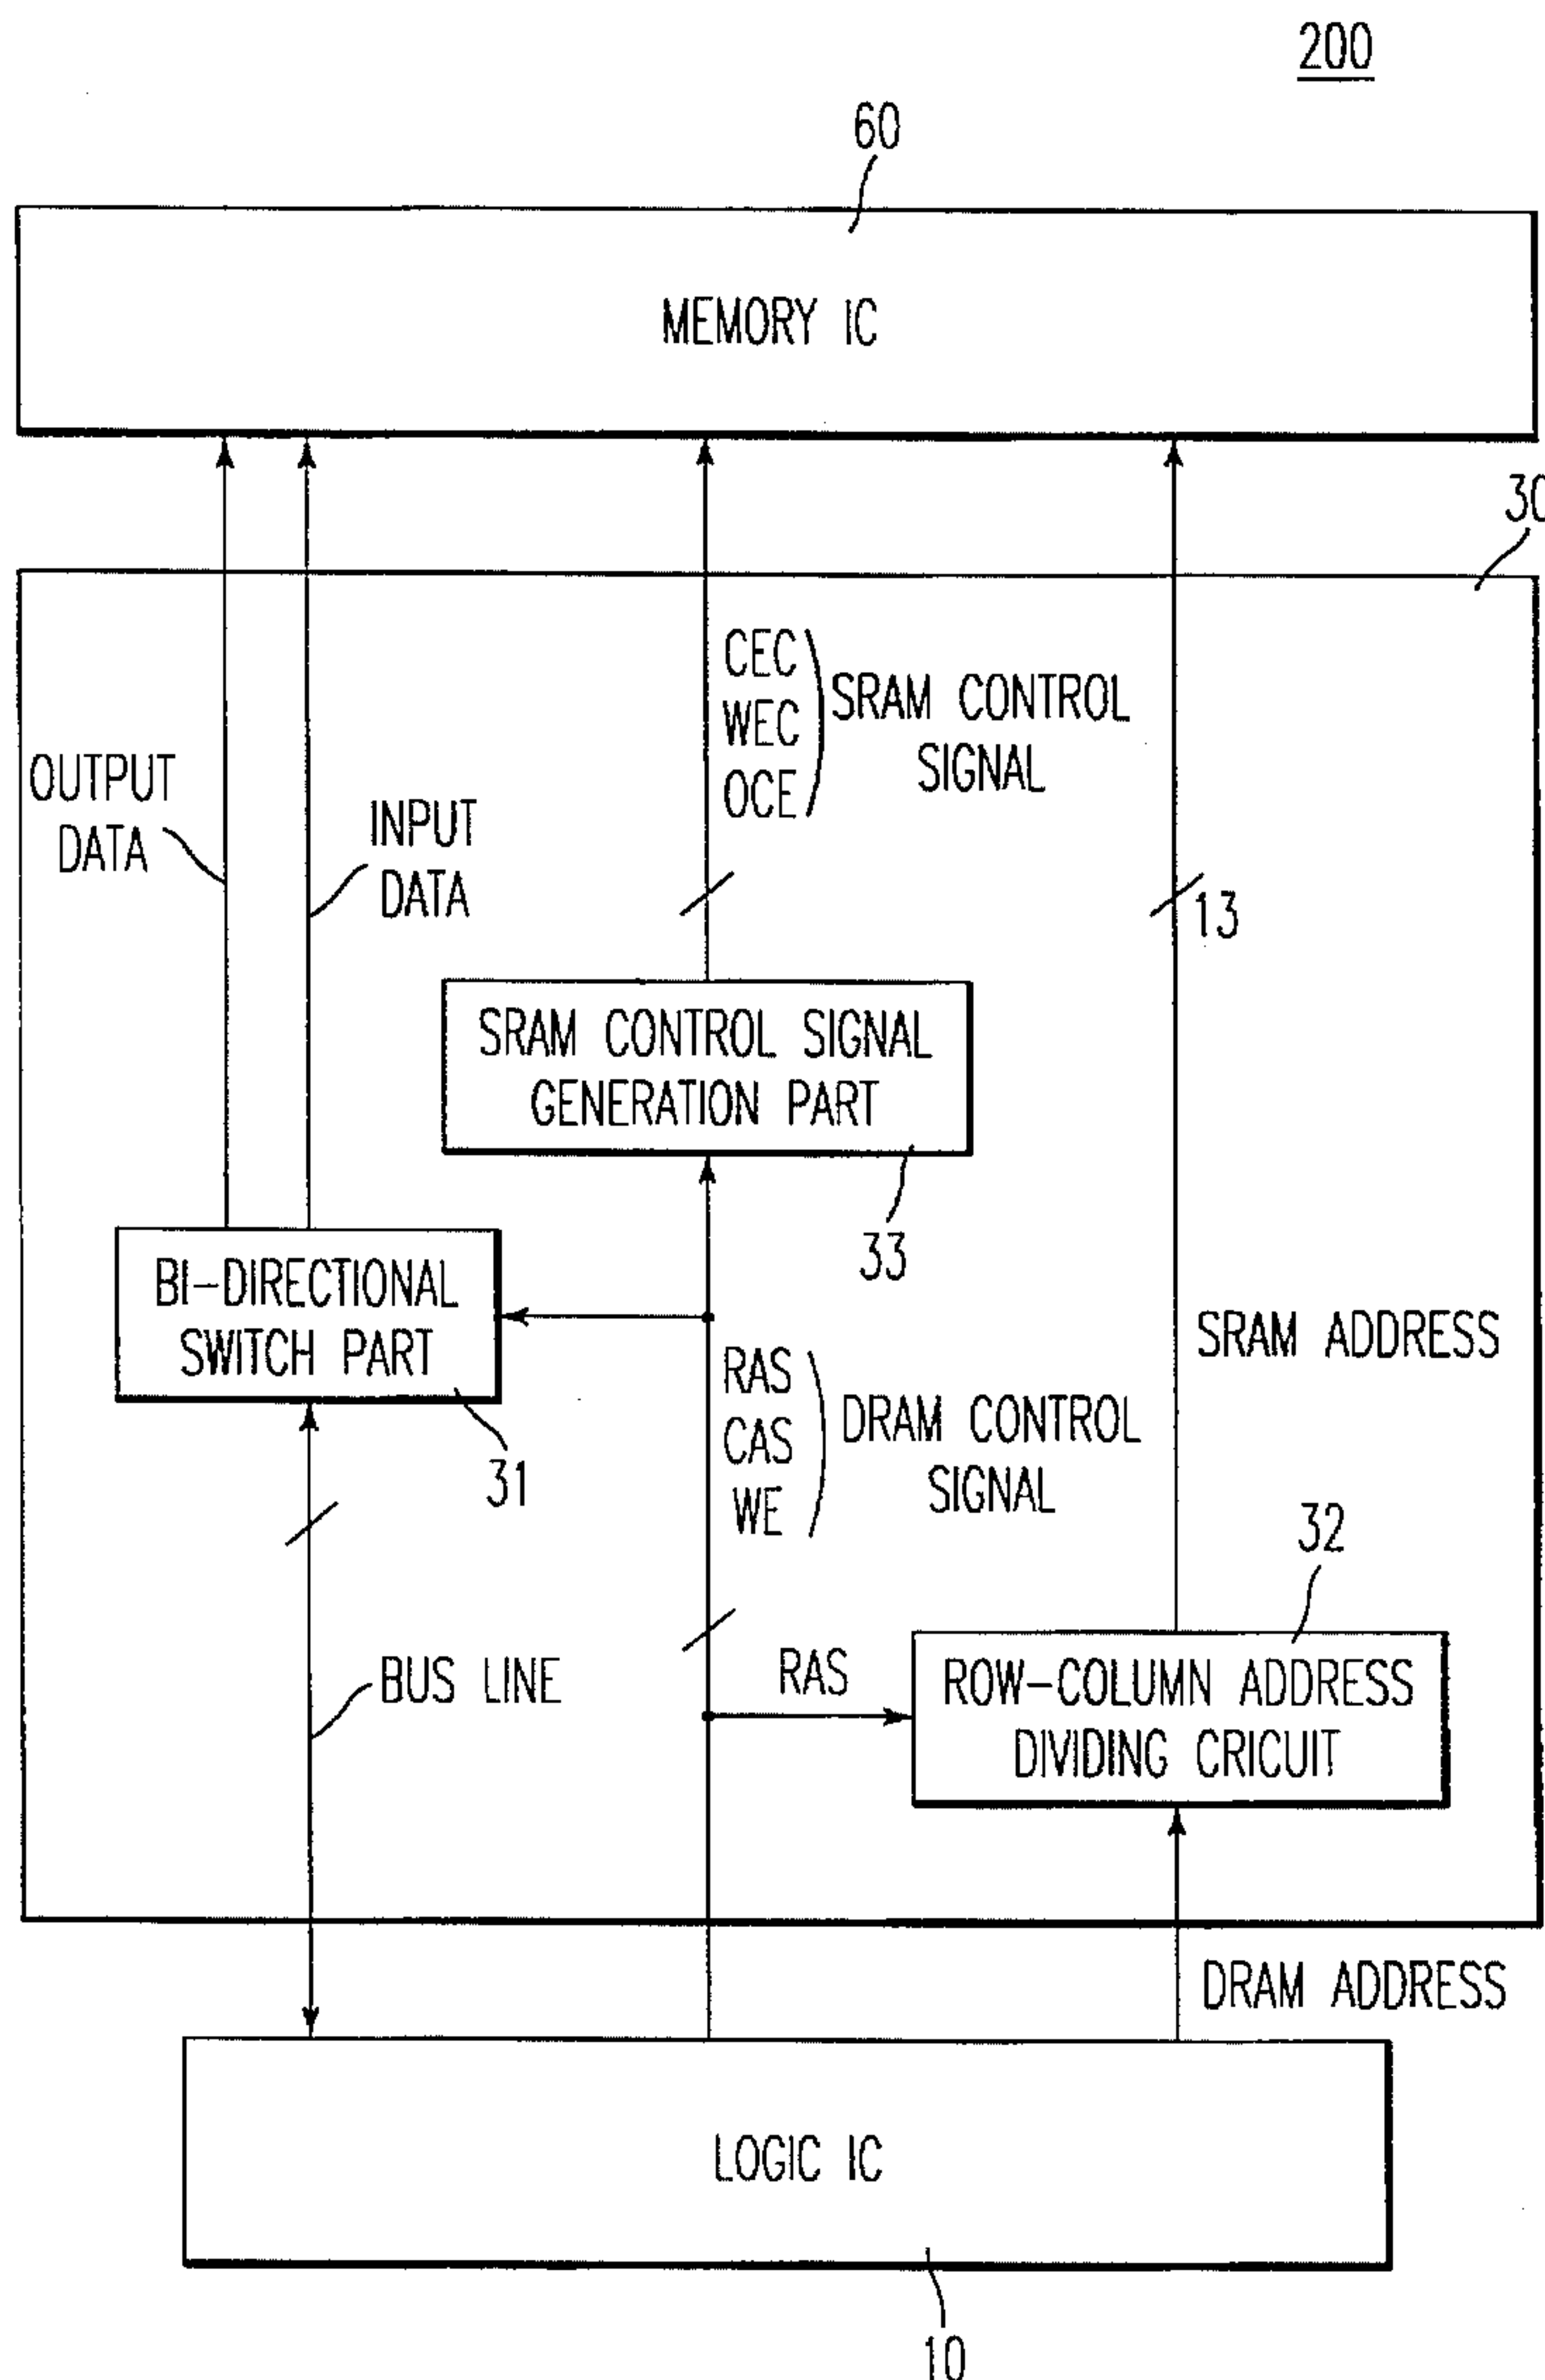 200
60
MEMORY IC
30
CEC
WEC
OCE
SRAM CONTROL
SIGNAL
OUTPUT
DATA
INPUT
DATA
13
SRAM CONTROL SIGNAL
GENERATION PART
33
BI-DIRECTIONAL
SWITCH PART
31
SRAM ADDRESS
RAS
CAS
WE
DRAM CONTROL
SIGNAL
32
BUS LINE
RAS
ROW-COLUMN ADDRESS
DIVIDING CRICUIT
DRAM ADDRESS
LOGIC IC
10